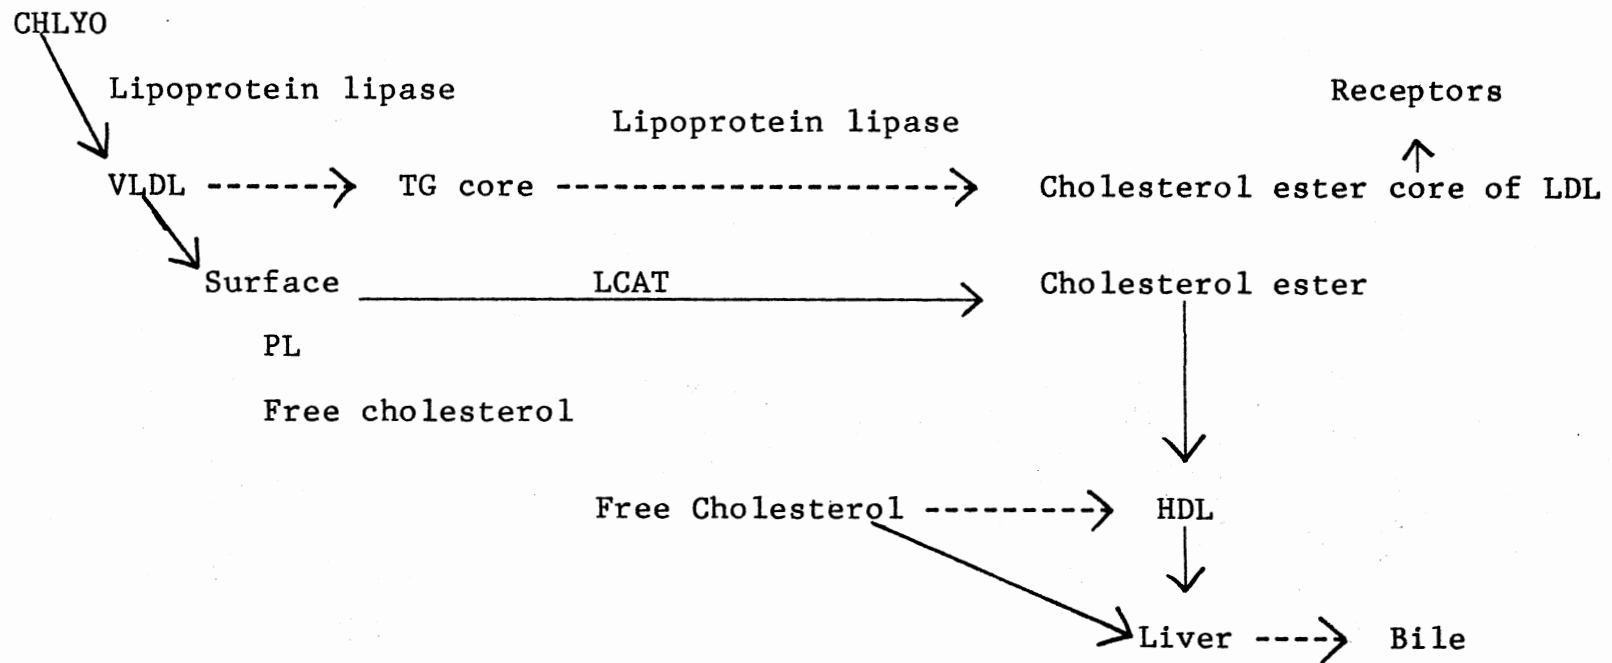 CHLYO
Lipoprotein lipase
Receptors
Lipoprotein lipase
VLDL TG core Cholesterol ester core of LDL
Surface LCAT Cholesterol ester
PL
Free cholesterol
Free Cholesterol HDL
Liver Bile